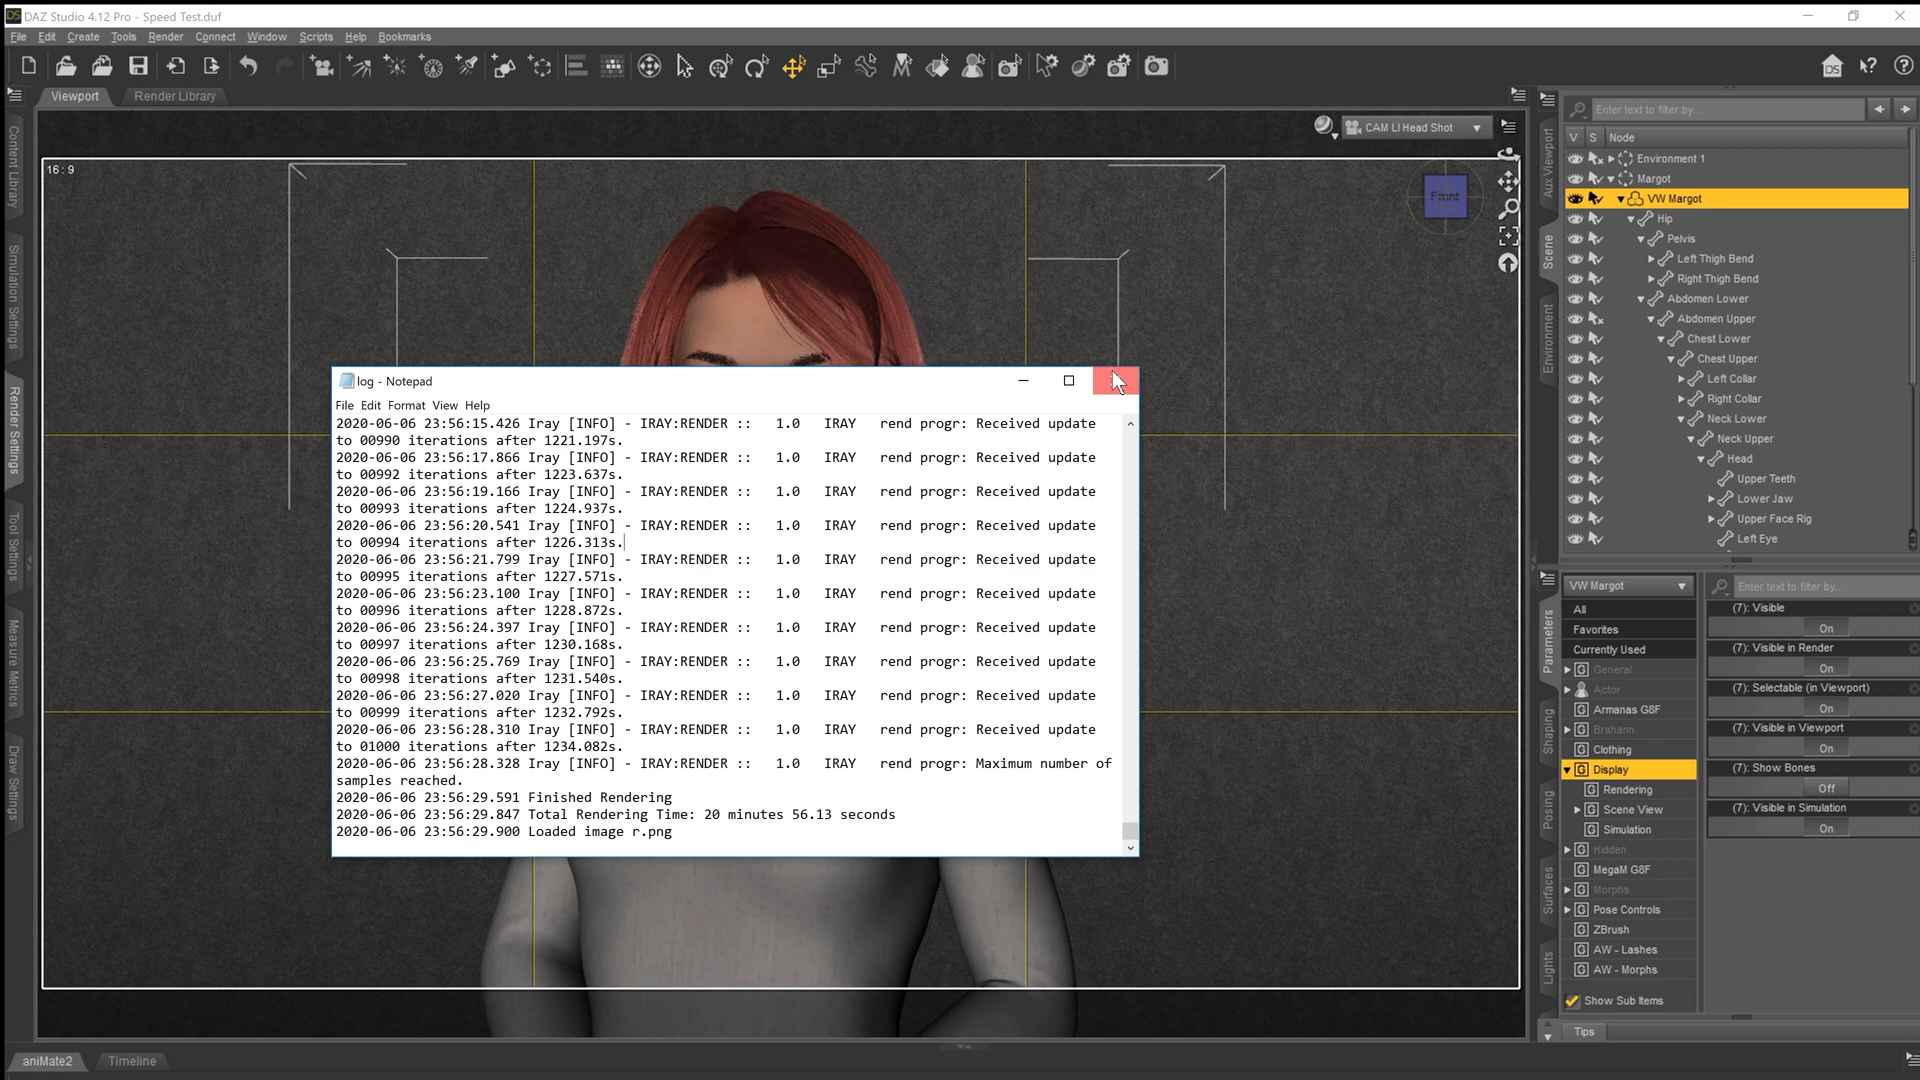 DAZ Studio 4.12 Pro - Speed Test.duf
File Edit Create Tools Render Connect Window Scripts Help Bookmarks
Viewport
Render Library
CAM LI Head Shot
16 : 9
Front
Content Library
Simulation Settings
Render Settings
Tool Settings
Measure Metrics
Draw Settings
log - Notepad
File Edit Format View Help
2020-06-06 23:56:15.426 Iray [INFO] - IRAY:RENDER :: 1.0 IRAY rend progr: Received update
to 00990 iterations after 1221.197s.
2020-06-06 23:56:17.866 Iray [INFO] - IRAY:RENDER :: 1.0 IRAY rend progr: Received update
to 00992 iterations after 1223.637s.
2020-06-06 23:56:19.166 Iray [INFO] - IRAY:RENDER :: 1.0 IRAY rend progr: Received update
to 00993 iterations after 1224.937s.
2020-06-06 23:56:20.541 Iray [INFO] - IRAY:RENDER :: 1.0 IRAY rend progr: Received update
to 00994 iterations after 1226.313s.
2020-06-06 23:56:21.799 Iray [INFO] - IRAY:RENDER :: 1.0 IRAY rend progr: Received update
to 00995 iterations after 1227.571s.
2020-06-06 23:56:23.100 Iray [INFO] - IRAY:RENDER :: 1.0 IRAY rend progr: Received update
to 00996 iterations after 1228.872s.
2020-06-06 23:56:24.397 Iray [INFO] - IRAY:RENDER :: 1.0 IRAY rend progr: Received update
to 00997 iterations after 1230.168s.
2020-06-06 23:56:25.769 Iray [INFO] - IRAY:RENDER :: 1.0 IRAY rend progr: Received update
to 00998 iterations after 1231.540s.
2020-06-06 23:56:27.020 Iray [INFO] - IRAY:RENDER :: 1.0 IRAY rend progr: Received update
to 00999 iterations after 1232.792s.
2020-06-06 23:56:28.310 Iray [INFO] - IRAY:RENDER :: 1.0 IRAY rend progr: Received update
to 01000 iterations after 1234.082s.
2020-06-06 23:56:28.328 Iray [INFO] - IRAY:RENDER :: 1.0 IRAY rend progr: Maximum number of
samples reached.
2020-06-06 23:56:29.591 Finished Rendering
2020-06-06 23:56:29.847 Total Rendering Time: 20 minutes 56.13 seconds
2020-06-06 23:56:29.900 Loaded image r.png
Aux Viewport
Scene
Environment
Enter text to filter by...
V S Node
Environment 1
Margot
VW Margot
Hip
Pelvis
Left Thigh Bend
Right Thigh Bend
Abdomen Lower
Abdomen Upper
Chest Lower
Chest Upper
Left Collar
Right Collar
Neck Lower
Neck Upper
Head
Upper Teeth
Lower Jaw
Upper Face Rig
Left Eye
Parameters
Shaping
Posing
Surfaces
Lights
VW Margot
Enter text to filter by...
All
Favorites
Currently Used
General
Actor
Armanas G8F
Brahann
Clothing
Display
Rendering
Scene View
Simulation
Hidden
MegaM G8F
Morphs
Pose Controls
ZBrush
AW - Lashes
AW - Morphs
Show Sub Items
(7): Visible
On
(7): Visible in Render
On
(7): Selectable (in Viewport)
On
(7): Visible in Viewport
On
(7): Show Bones
Off
(7): Visible in Simulation
On
Tips
aniMate2
Timeline